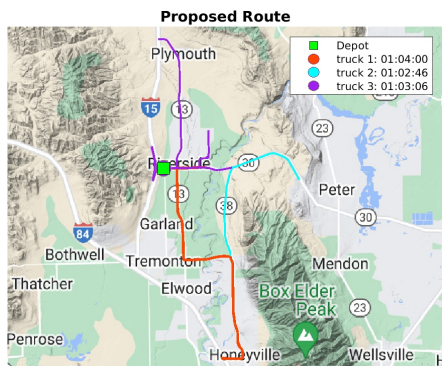 Proposed Route
Depot
truck 1: 01:04:00
truck 2: 01:02:46
truck 3: 01:03:06
Plymouth
15
13
23
Riverside
30
13
Peter
38
30
Garland
84
Bothwell
Tremonton
Mendon
Thatcher
Elwood
Box Elder
Peak
23
Penrose
Honeyville
Wellsville
H